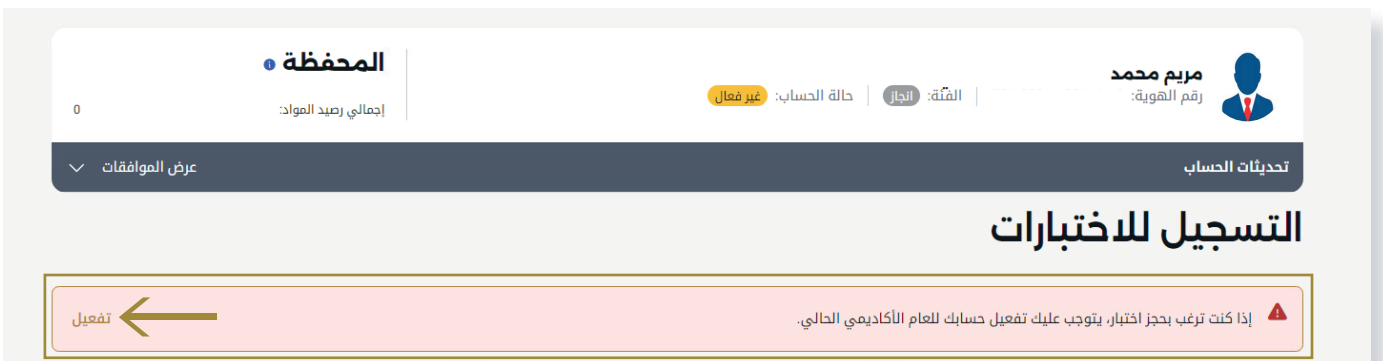 مريم محمد
رقم الهوية:
الفئة: انجاز
حالة الحساب: غير فعال
المحفظة
إجمالي رصيد المواد: 0
تحديثات الحساب
عرض الموافقات
التسجيل للاختبارات
إذا كنت ترغب بحجز اختبار، يتوجب عليك تفعيل حسابك للعام الأكاديمي الحالي.
تفعيل